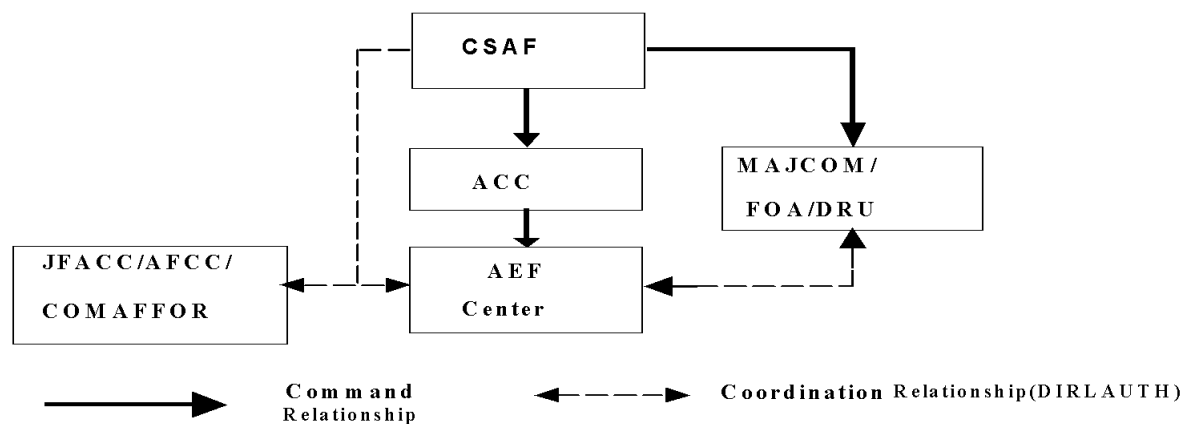 CSAF
ACC
MAJCOM/
FOA/DRU
JFACC/AFCC/
COMAFFOR
AEF
Center
Command
Relationship
Coordination Relationship(DIRLAUTH)